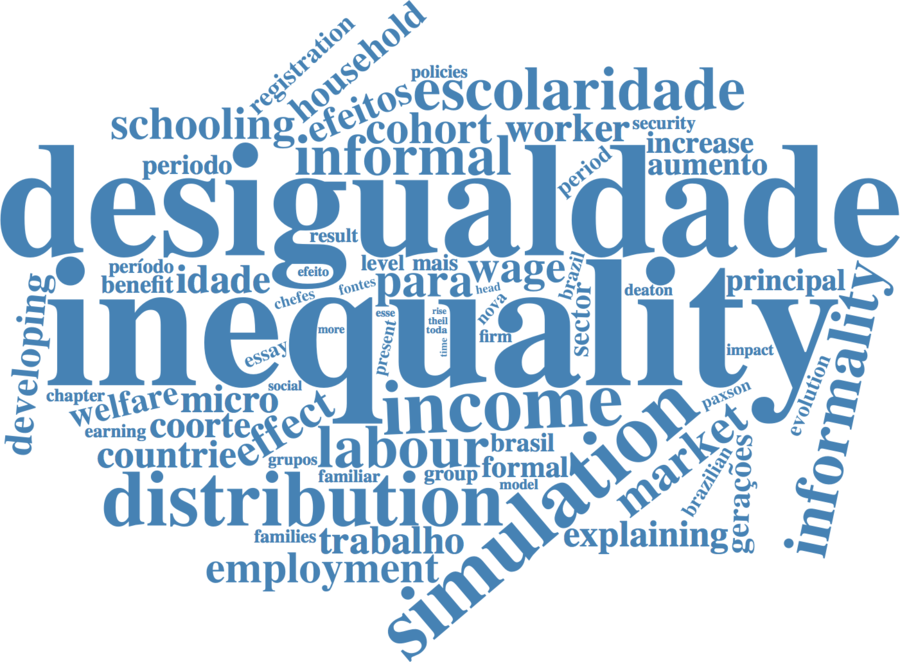 registration
household
policies
escolaridade
schooling
efeitos
cohort
worker
security
informal
increase
periodo
period
aumento
desigualdade
result
período
benefit
idade
efeito
level
mais
wage
brazil
chefes
fontes
para
head
nova
sector
deaton
principal
developing
inequality
more
esse
present
rise
theil
toda
time
firm
essay
impact
informality
evolution
chapter
welfare
micro
social
income
paxson
earning
coorte
effect
labour
brasil
simulation
market
countrie
grupos
familiar
group
formal
model
brazilian
gerações
distribution
families
trabalho
explaining
employment